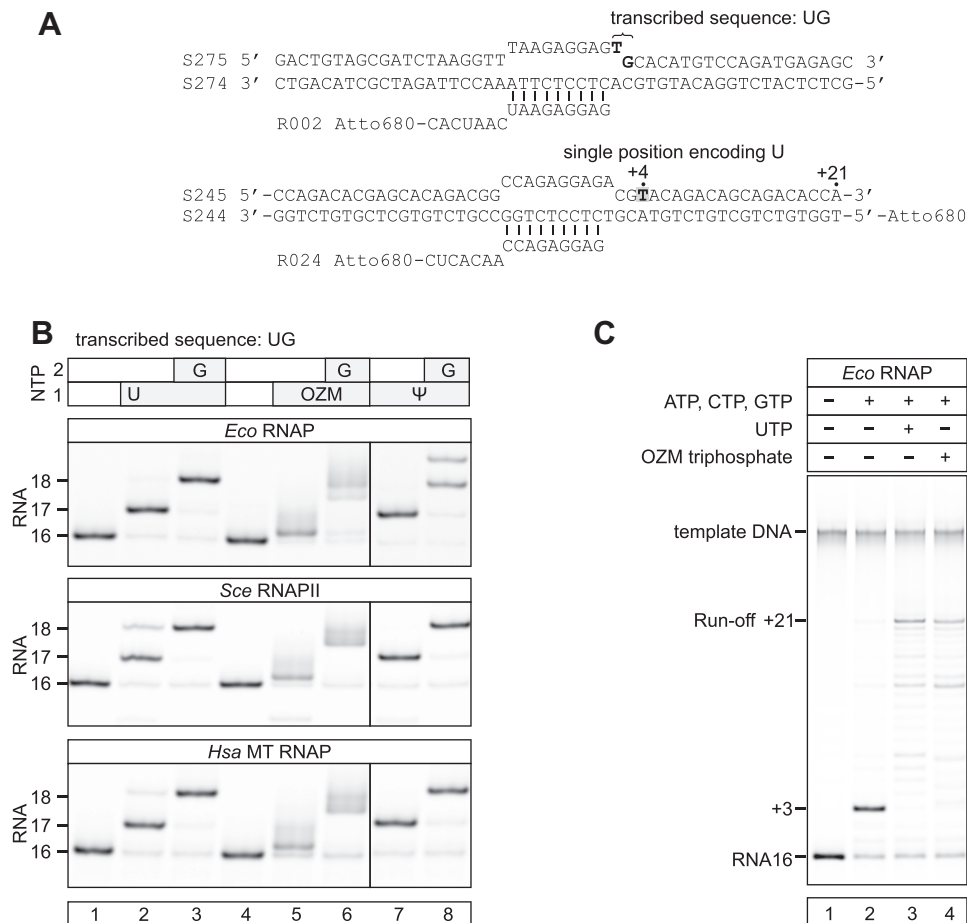 A
transcribed sequence: UG
TAAGAGGAGT
S275 5′ GACTGTAGCGATCTAAGGTT GCACATGTCCAGATGAGAGC 3′
S274 3′ CTGACATCGCTAGATTCCAAATTCTCCTCACGTGTACAGGTCTACTCTCG-5′
UAAGAGGAG
R002 Atto680-CACUAAC
single position encoding U
+4 +21
CCAGAGGAGA
S245 5′-CCAGACACGAGCACAGACGG CGTACAGACAGCAGACACCA-3′
S244 3′-GGTCTGTGCTCGTGTCTGCCGGTCTCCTCTGCATGTCTGTCGTCTGTGGT-5′-Atto680
CCAGAGGAG
R024 Atto680-CUCACAA
B
transcribed sequence: UG
NTP 2 G G G
1 U OZM Ψ
Eco RNAP
RNA
18
17
16
Sce RNAPII
RNA
18
17
16
Hsa MT RNAP
RNA
18
17
16
1 2 3 4 5 6 7 8
C
Eco RNAP
ATP, CTP, GTP – + + +
UTP – – + –
OZM triphosphate – – – +
template DNA
Run-off +21
+3
RNA16
1 2 3 4